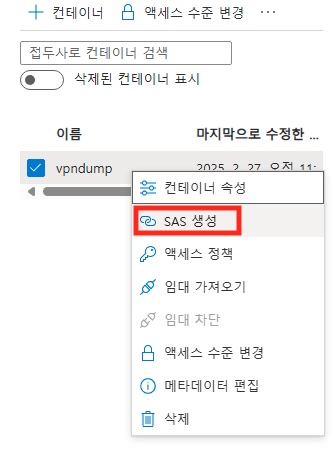 컨테이너 액세스 수준 변경 ···
접두사로 컨테이너 검색
삭제된 컨테이너 표시
이름 마지막으로 수정한 ...
vpndump 2025. 2. 27. 오전 11:
컨테이너 속성
SAS 생성
액세스 정책
임대 가져오기
임대 차단
액세스 수준 변경
메타데이터 편집
삭제